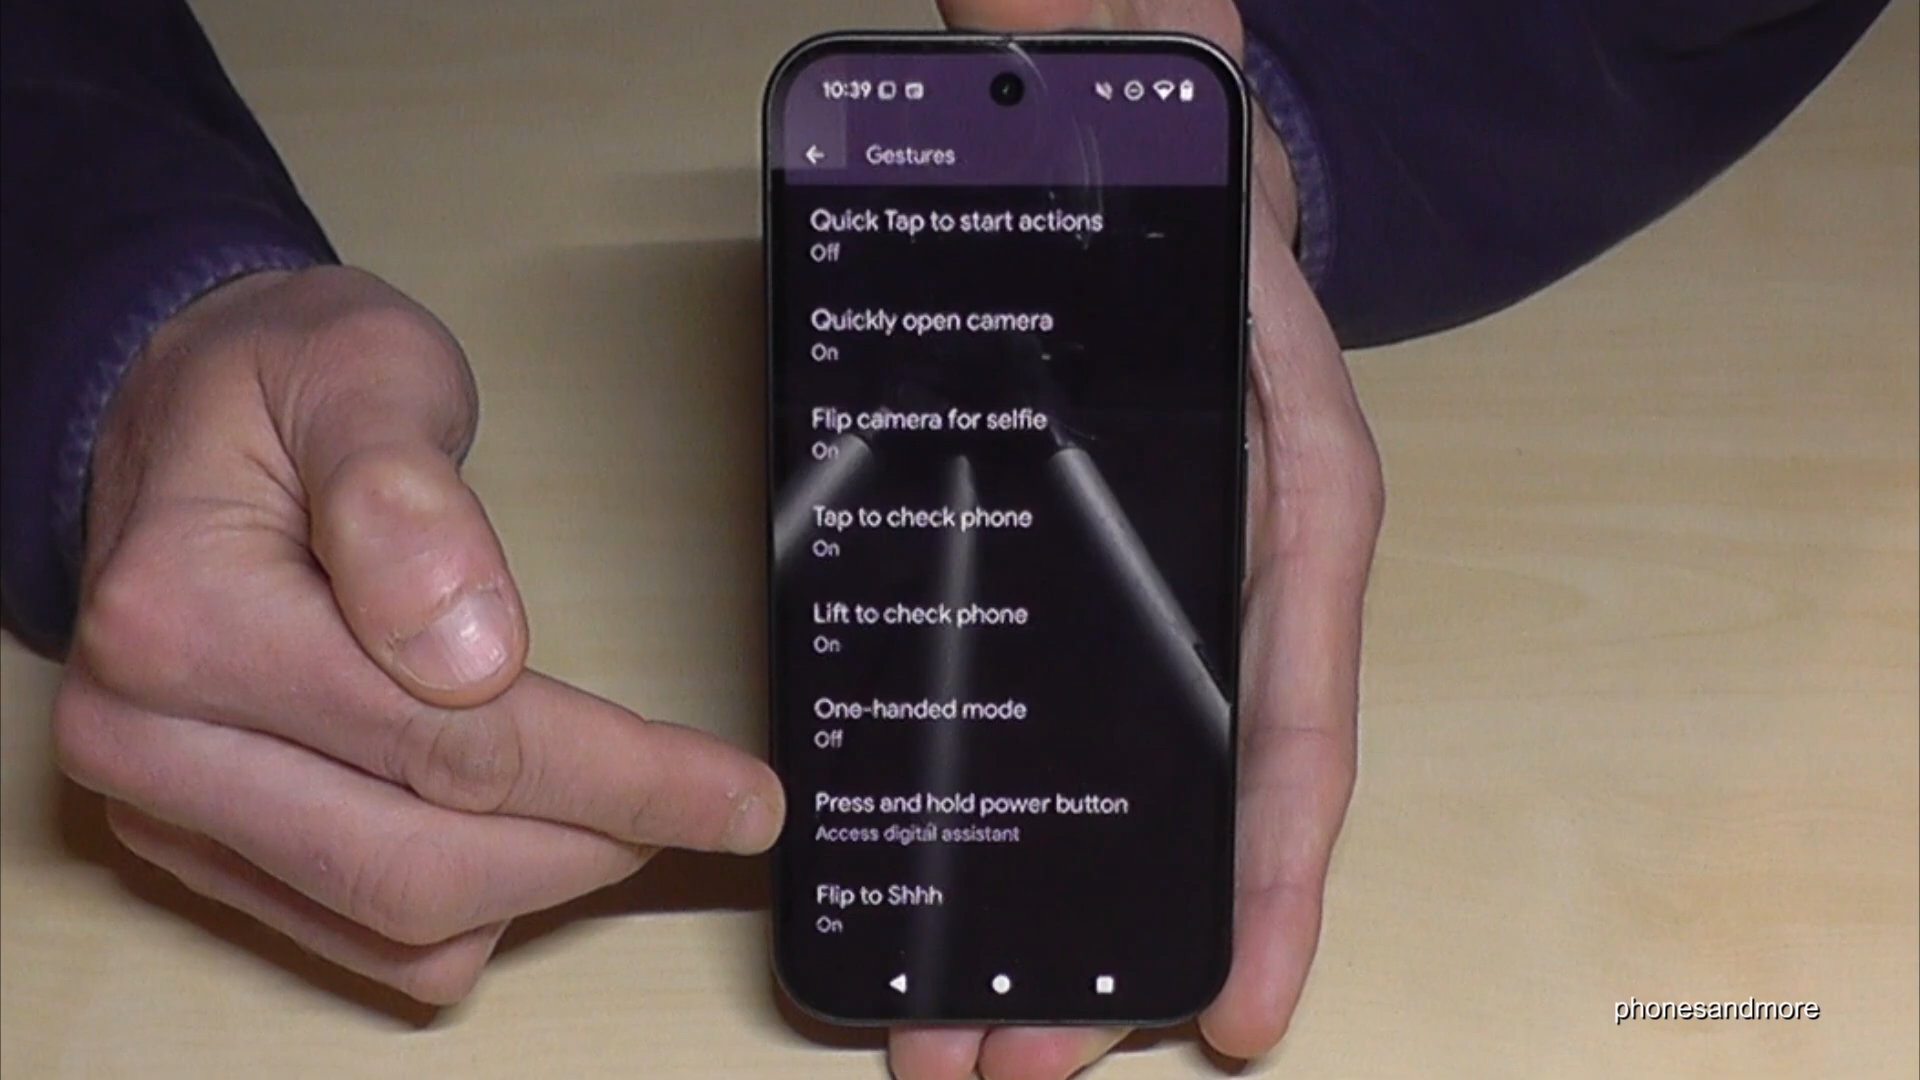 10:39
Gestures
Quick Tap to start actions
Off
Quickly open camera
On
Flip camera for selfie
On
Tap to check phone
On
Lift to check phone
On
One-handed mode
Off
Press and hold power button
Access digital assistant
Flip to Shhh
On
phonesandmore